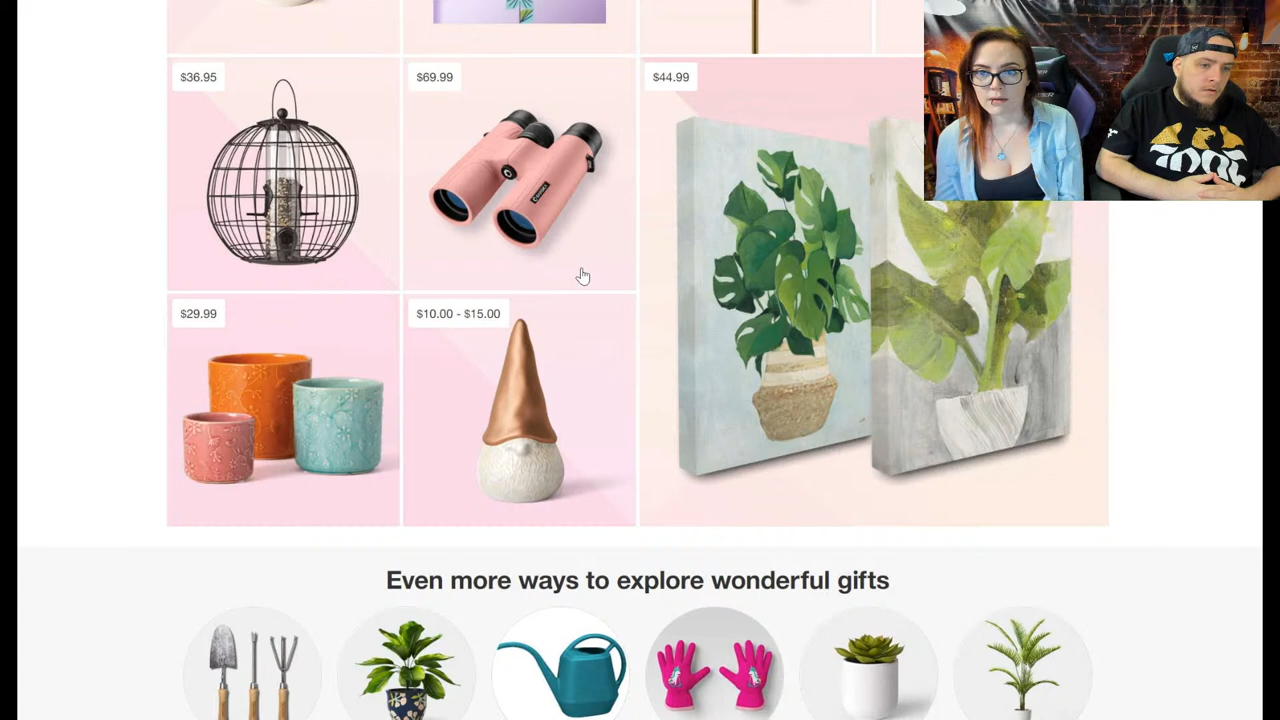 $36.95
$69.99
$44.99
$29.99
$10.00 - $15.00
Even more ways to explore wonderful gifts